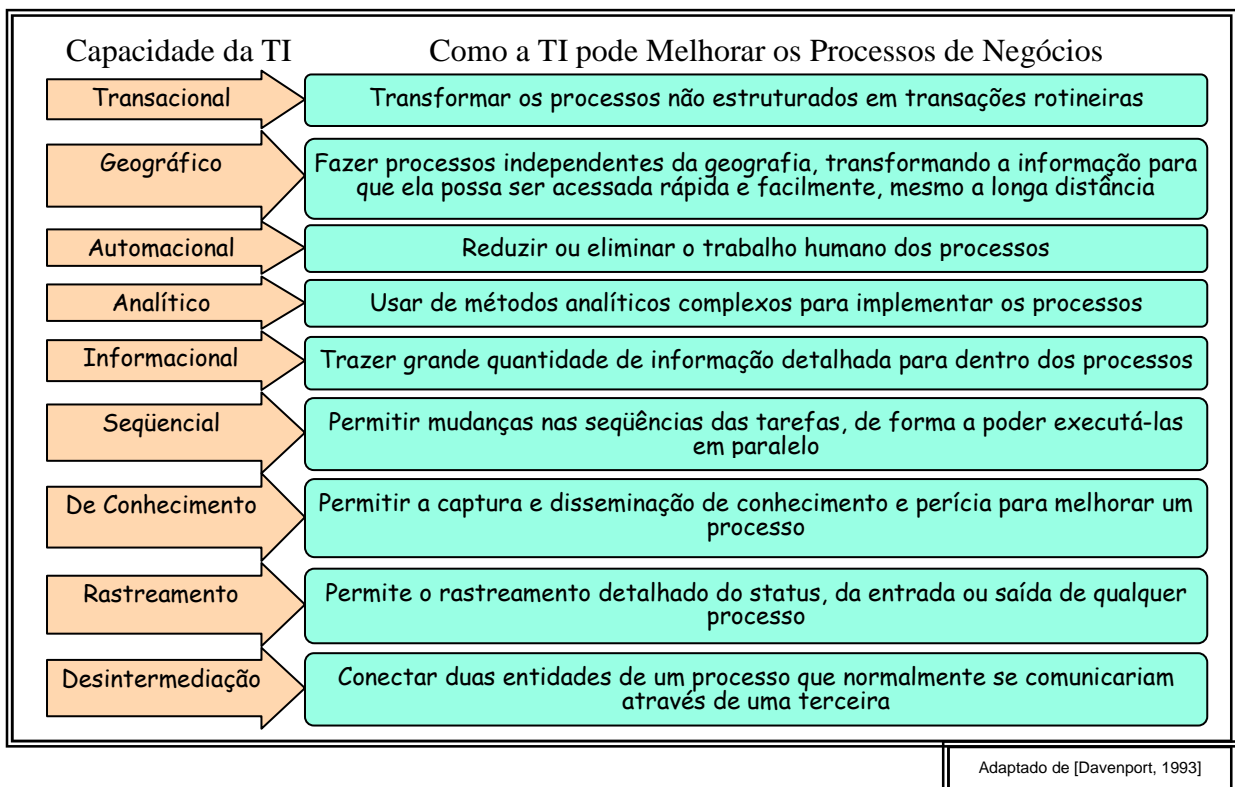 Capacidade da TI Como a TI pode Melhorar os Processos de Negócios
Transacional
Transformar os processos não estruturados em transações rotineiras
Geográfico
Fazer processos independentes da geografia, transformando a informação para
que ela possa ser acessada rápida e facilmente, mesmo a longa distância
Automacional
Reduzir ou eliminar o trabalho humano dos processos
Analítico
Usar de métodos analíticos complexos para implementar os processos
Informacional
Trazer grande quantidade de informação detalhada para dentro dos processos
Seqüencial
Permitir mudanças nas seqüências das tarefas, de forma a poder executá-las
em paralelo
De Conhecimento
Permitir a captura e disseminação de conhecimento e perícia para melhorar um
processo
Rastreamento
Permite o rastreamento detalhado do status, da entrada ou saída de qualquer
processo
Desintermediação
Conectar duas entidades de um processo que normalmente se comunicariam
através de uma terceira
Adaptado de [Davenport, 1993]